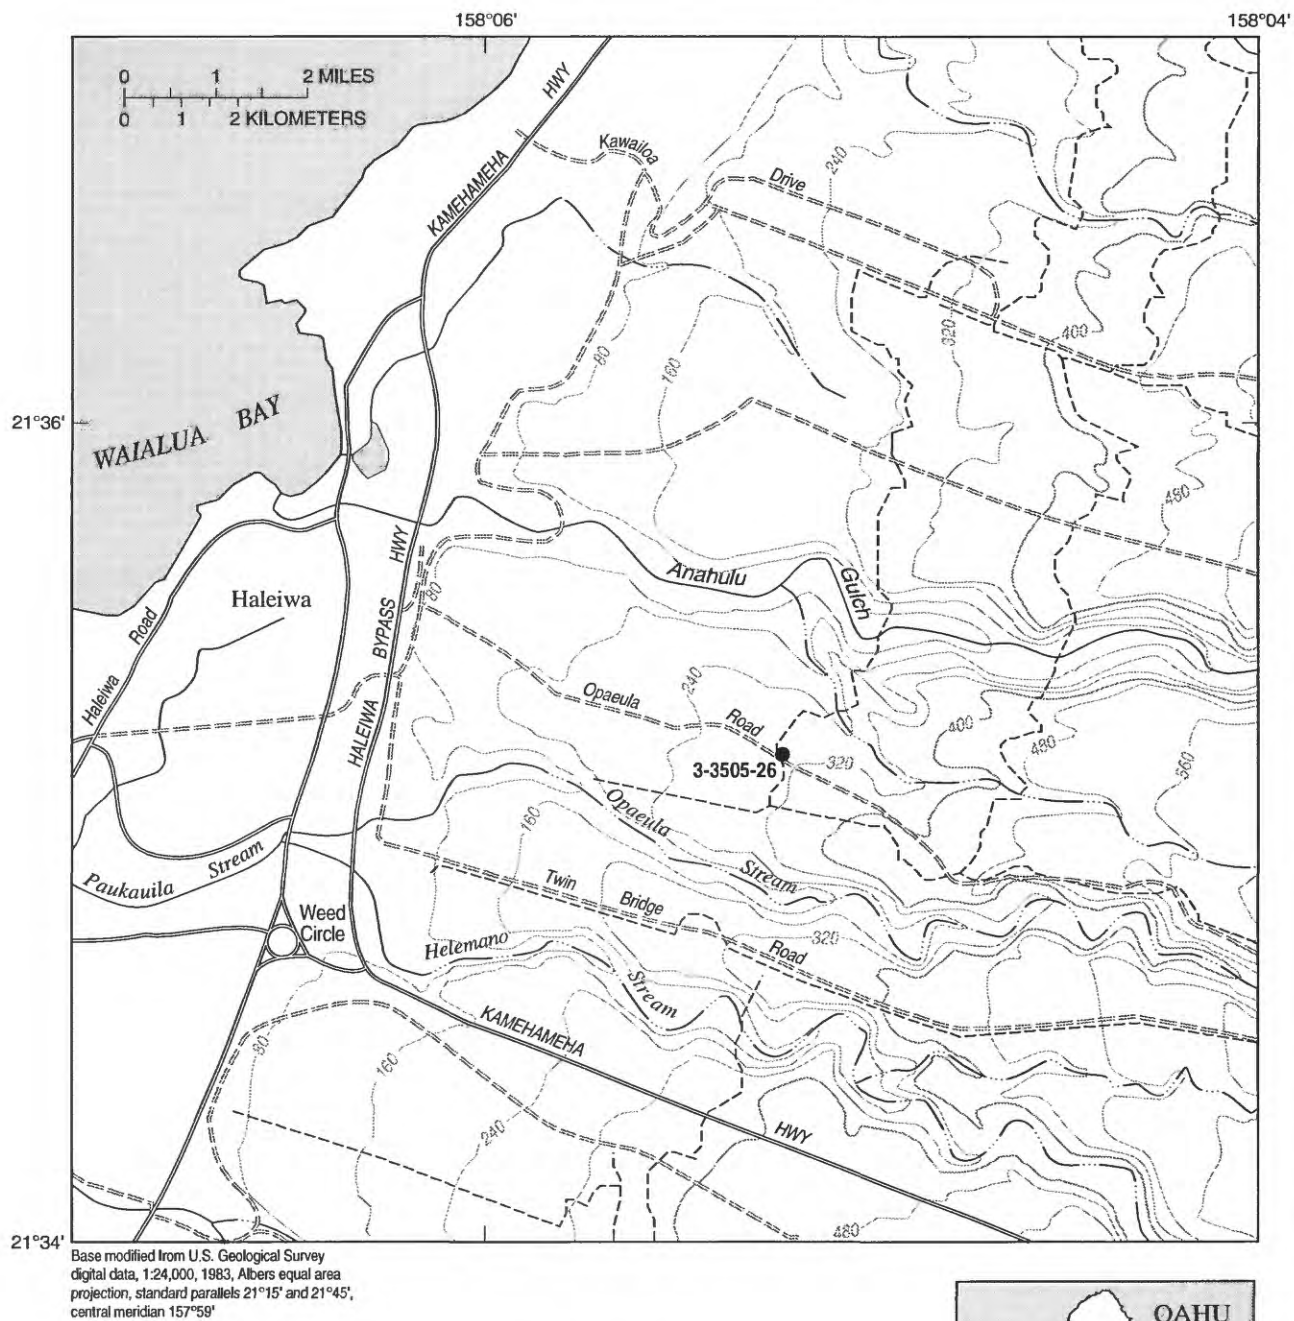 158°06'
158°04'
0 1 2 MILES
0 1 2 KILOMETERS
KAMEHAMEHA HWY
Kawailoa
Drive
240
320
400
80
160
21°36'
WAIALUA BAY
480
Anahulu Gulch
Haleiwa
Haleiwa Road
HALEIWA BYPASS HWY
80
Opaeula Road
240
400
480
560
3-3505-26
320
Opaeula Stream
160
Paukauila Stream
Twin Bridge Road
Weed
Circle
Helemano Stream
320
KAMEHAMEHA HWY
80
160
240
480
21°34'
Base modified from U.S. Geological Survey
digital data, 1:24,000, 1983, Albers equal area
projection, standard parallels 21°15' and 21°45',
central meridian 157°59'
OAHU